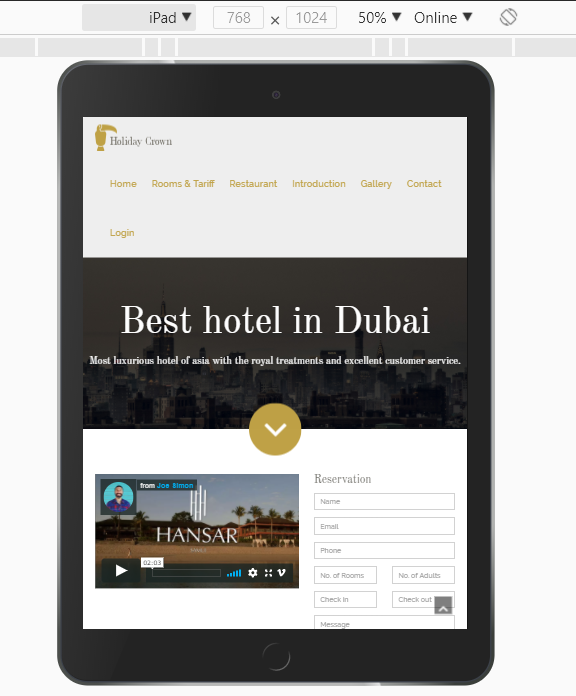 iPad ▼ 768 × 1024 50% ▼ Online ▼
Holiday Crown
Home Rooms & Tariff Restaurant Introduction Gallery Contact
Login
Best hotel in Dubai
Most luxurious hotel of asia with the royal treatments and excellent customer service.
from Joe Simon
HANSAR
02:03
Reservation
Name
Email
Phone
No. of Rooms No. of Adults
Check in Check out
Message